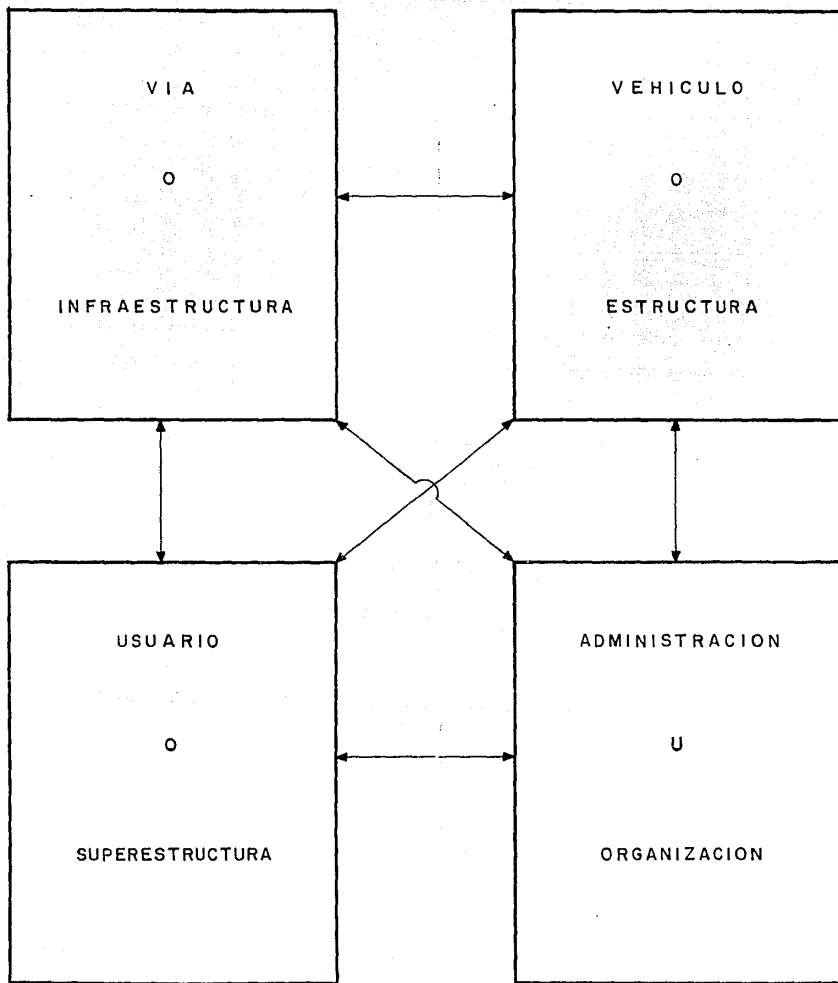 VIA
O
INFRAESTRUCTURA
VEHICULO
O
ESTRUCTURA
USUARIO
O
SUPERESTRUCTURA
ADMINISTRACION
U
ORGANIZACION